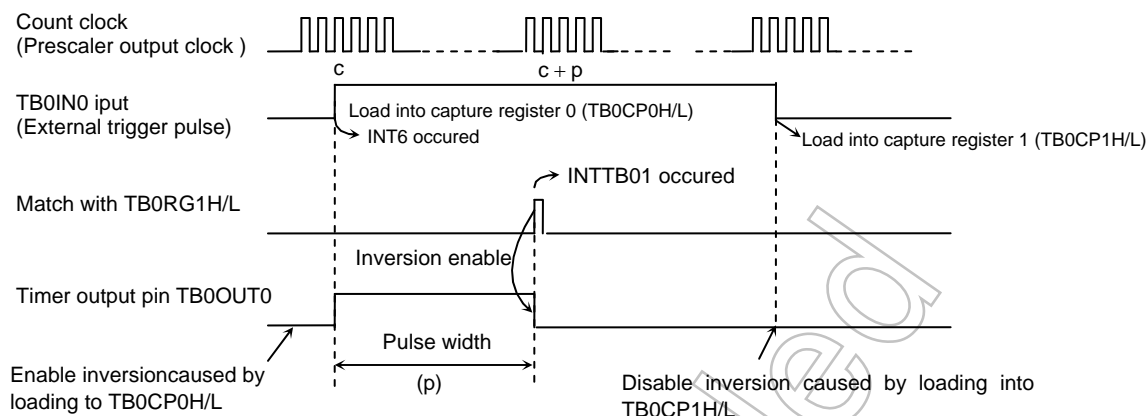 Count clock
(Prescaler output clock )
c
c + p
TB0IN0 iput
(External trigger pulse)
Load into capture register 0 (TB0CP0H/L)
INT6 occured
Load into capture register 1 (TB0CP1H/L)
INTTB01 occured
Match with TB0RG1H/L
Inversion enable
Timer output pin TB0OUT0
Pulse width
(p)
Enable inversioncaused by
loading to TB0CP0H/L
Disable inversion caused by loading into
TB0CP1H/L
led